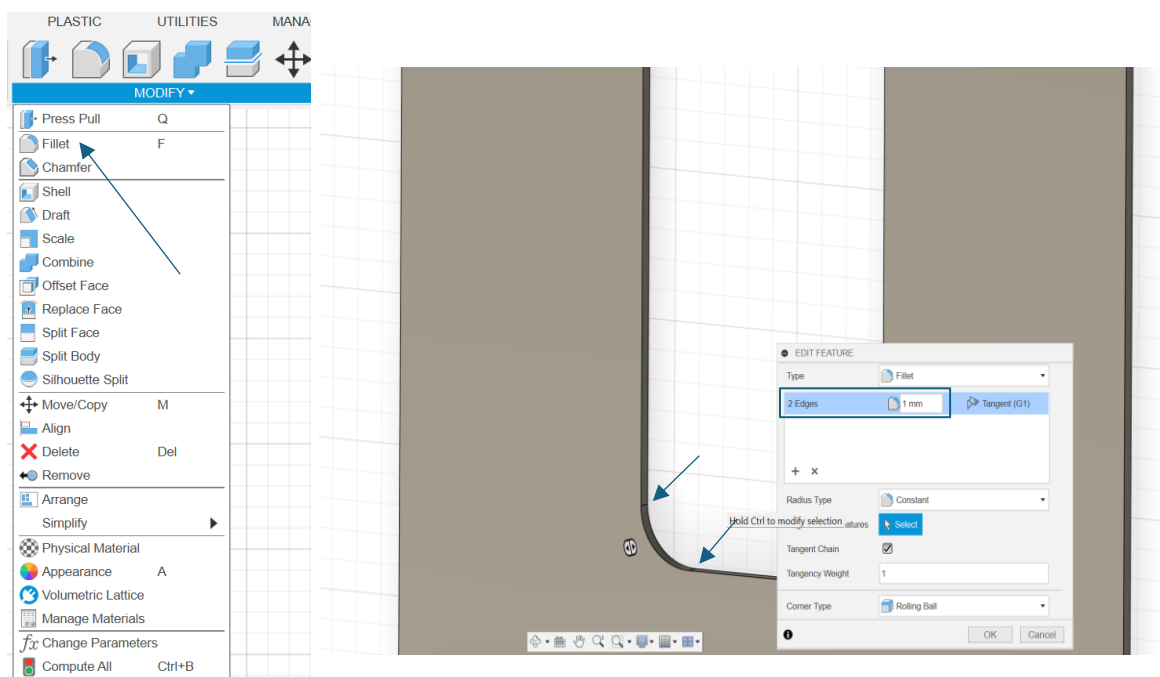 PLASTIC UTILITIES MANA
MODIFY
Press Pull Q
Fillet F
Chamfer
Shell
Draft
Scale
Combine
Offset Face
Replace Face
Split Face
Split Body
Silhouette Split
Move/Copy M
Align
Delete Del
Remove
Arrange
Simplify
Physical Material
Appearance A
Volumetric Lattice
Manage Materials
fx Change Parameters
Compute All Ctrl+B
EDIT FEATURE
Type Fillet
2 Edges 1 mm Tangent (G1)
Radius Type Constant
Hold Ctrl to modify selection atures Select
Tangent Chain
Tangency Weight 1
Corner Type Rolling Ball
OK Cancel